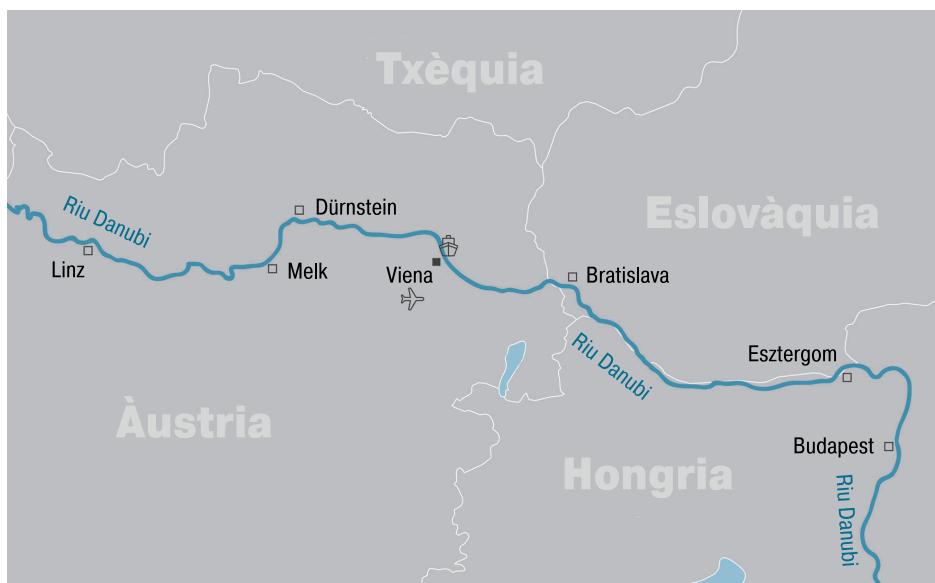 Txèquia
Riu Danubi
Dürnstein
Eslovàquia
Linz
Melk
Viena
Bratislava
Riu Danubi
Esztergom
Àustria
Hongria
Budapest
Riu Danubi